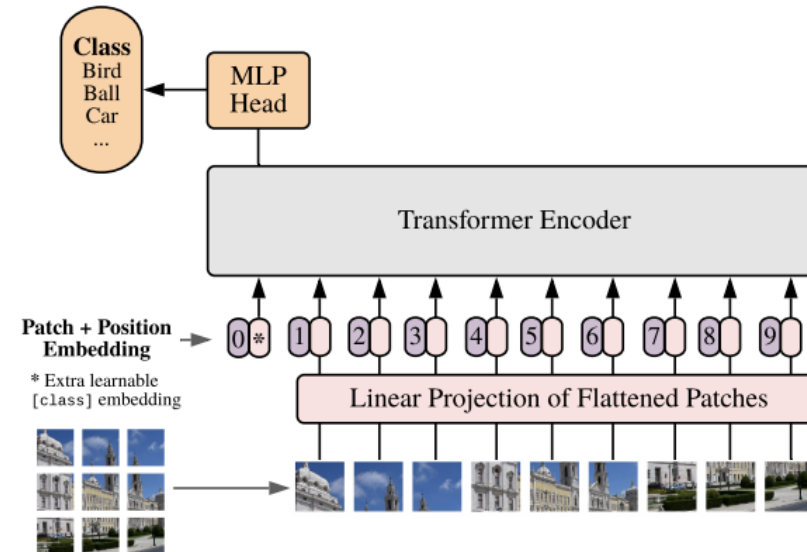 Class
Bird
Ball
Car
...
MLP
Head
Transformer Encoder
Patch + Position
Embedding
0 * 1 2 3 4 5 6 7 8 9
* Extra learnable
[class] embedding
Linear Projection of Flattened Patches